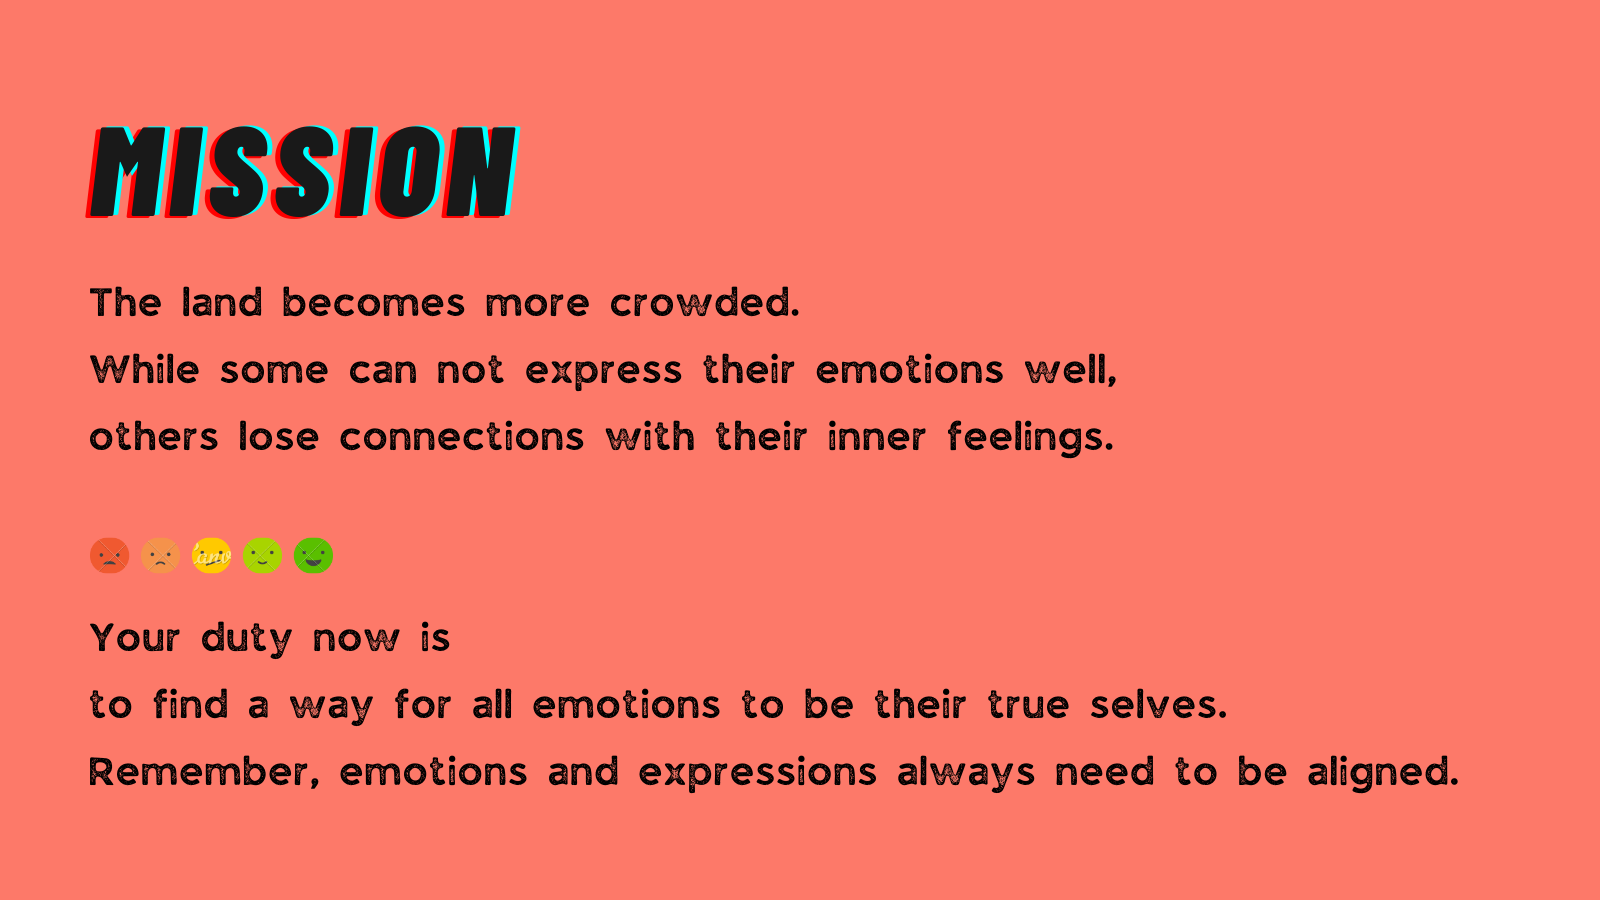 MISSION
The land becomes more crowded.
While some can not express their emotions well,
others lose connections with their inner feelings.
Your duty now is
to find a way for all emotions to be their true selves.
Remember, emotions and expressions always need to be aligned.